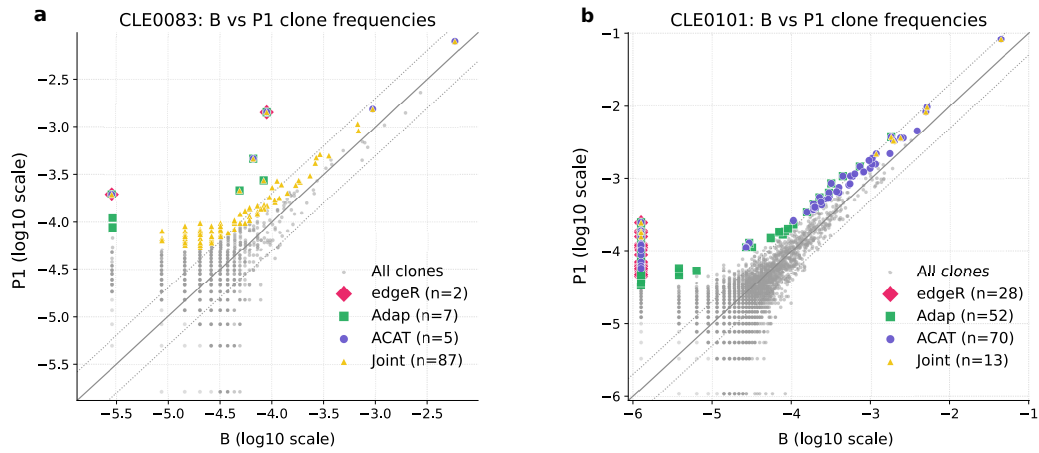 a
CLE0083: B vs P1 clone frequencies
P1 (log10 scale)
−2.5
−3.0
−3.5
−4.0
−4.5
−5.0
−5.5
All clones
edgeR (n=2)
Adap (n=7)
ACAT (n=5)
Joint (n=87)
−5.5 −5.0 −4.5 −4.0 −3.5 −3.0 −2.5
B (log10 scale)
b
CLE0101: B vs P1 clone frequencies
P1 (log10 scale)
−1
−2
−3
−4
−5
−6
All clones
edgeR (n=28)
Adap (n=52)
ACAT (n=70)
Joint (n=13)
−6 −5 −4 −3 −2 −1
B (log10 scale)